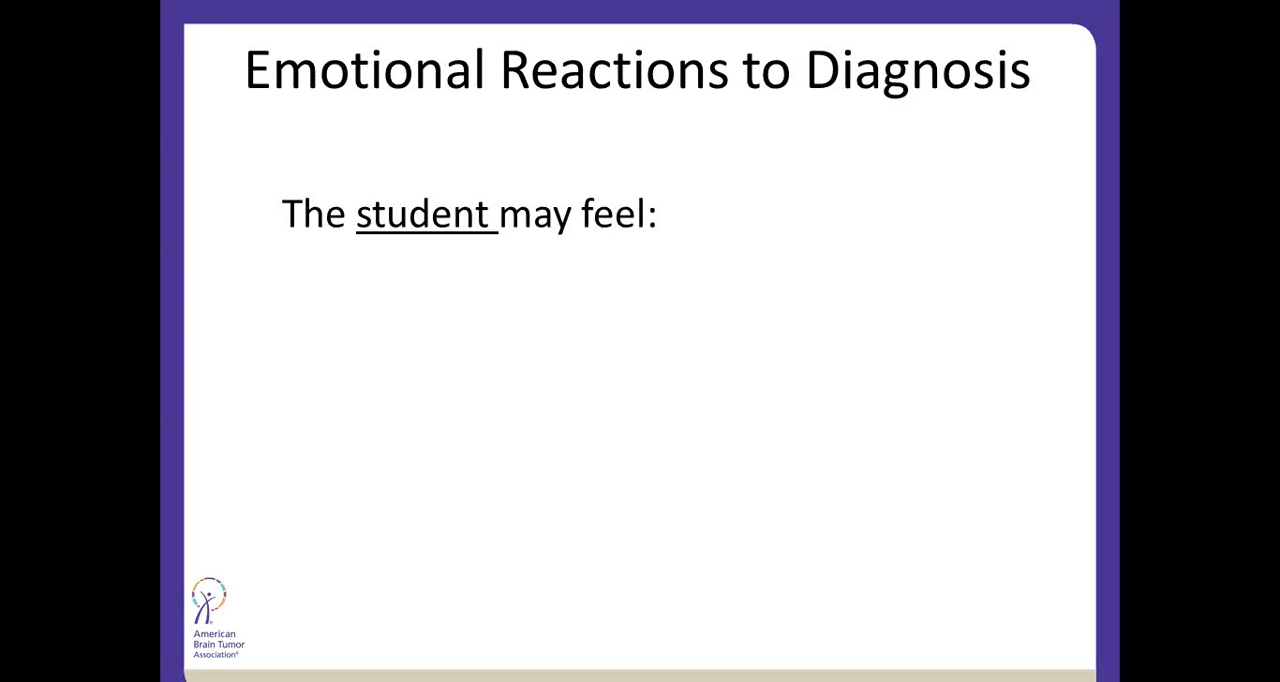 Emotional Reactions to Diagnosis
The student may feel:
American
Brain Tumor
Association®